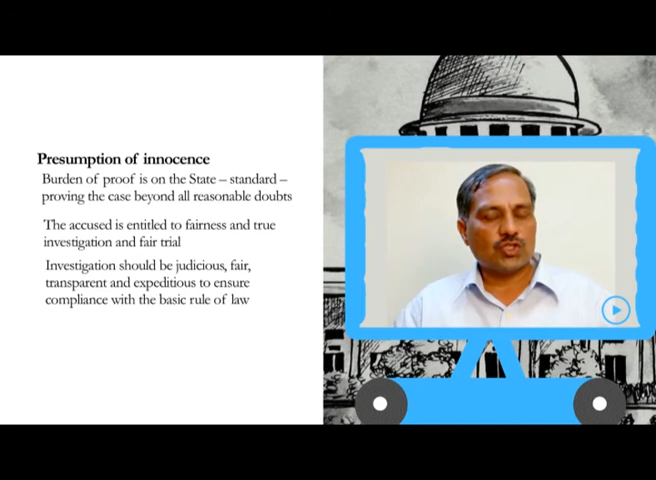 Presumption of innocence
Burden of proof is on the State – standard –
proving the case beyond all reasonable doubts
The accused is entitled to fairness and true
investigation and fair trial
Investigation should be judicious, fair,
transparent and expeditious to ensure
compliance with the basic rule of law